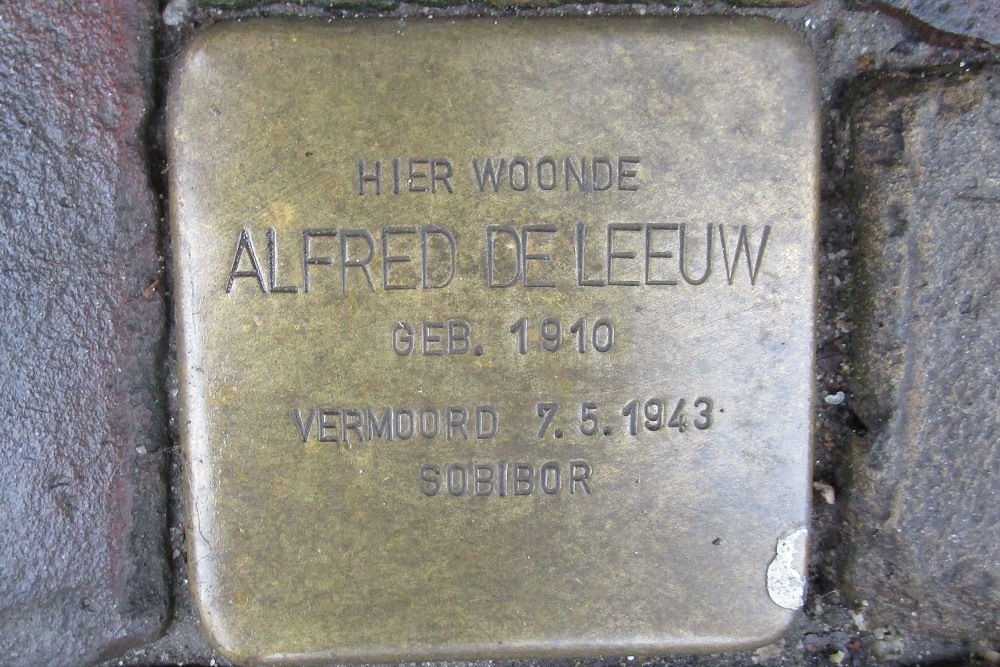 HIER WOONDE
ALFRED DE LEEUW
GEB. 1910
VERMOORD 7.5.1943
SOBIBOR